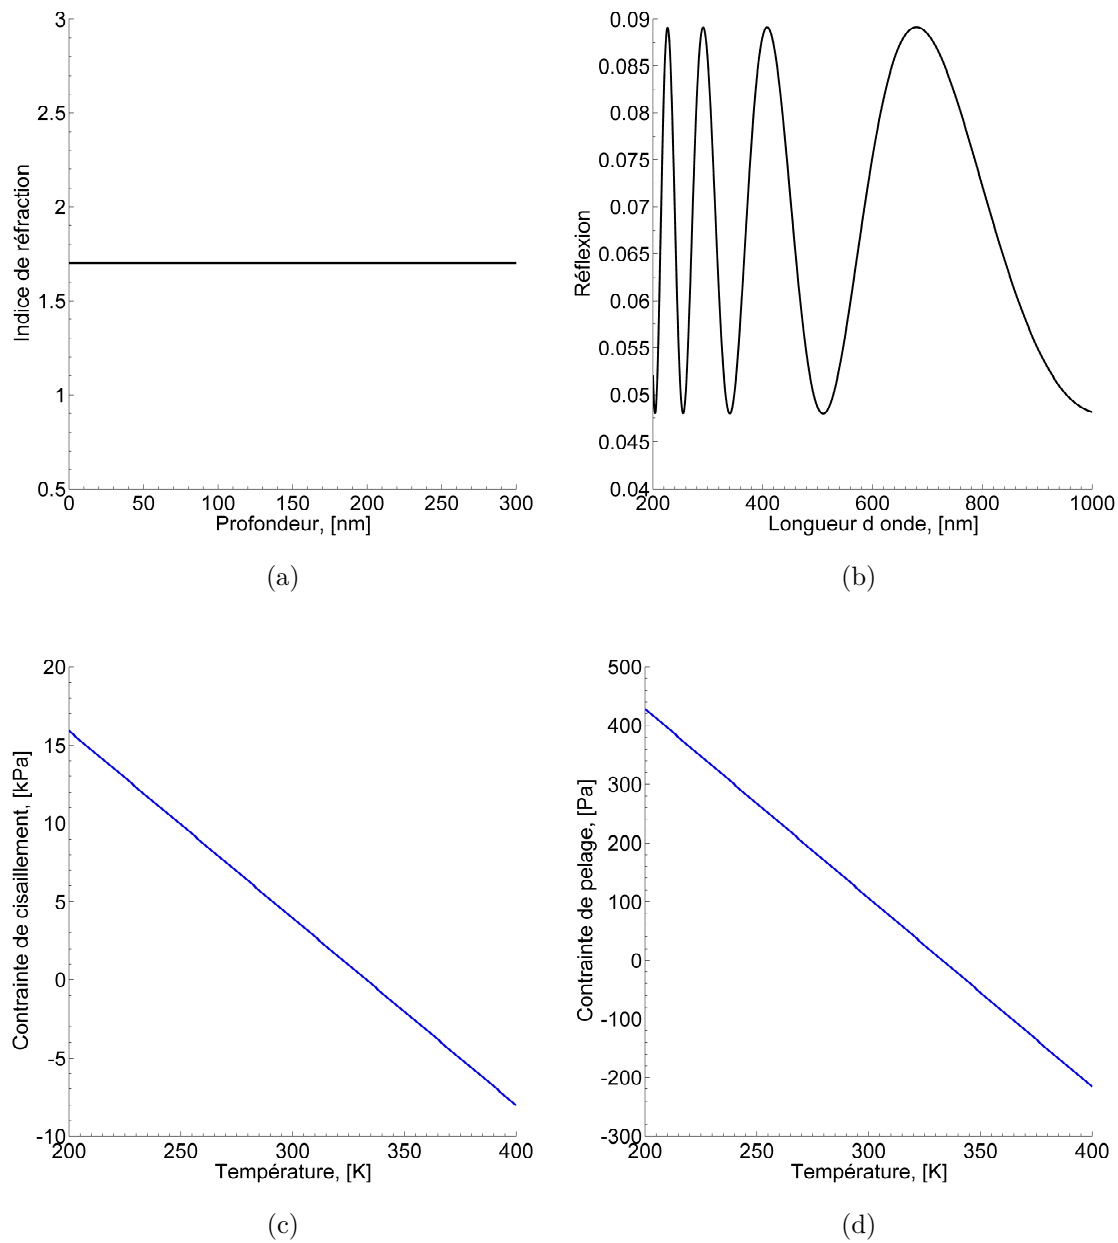 3
2.5
2
1.5
1
0.5
0 50 100 150 200 250 300
Indice de réfraction
Profondeur, [nm]
(a)
0.09
0.085
0.08
0.075
0.07
0.065
0.06
0.055
0.05
0.045
0.04
200 400 600 800 1000
Réflexion
Longueur d onde, [nm]
(b)
20
15
10
5
0
-5
-10
200 250 300 350 400
Contrainte de cisaillement, [kPa]
Température, [K]
(c)
500
400
300
200
100
0
-100
-200
-300
200 250 300 350 400
Contrainte de pelage, [Pa]
Température, [K]
(d)